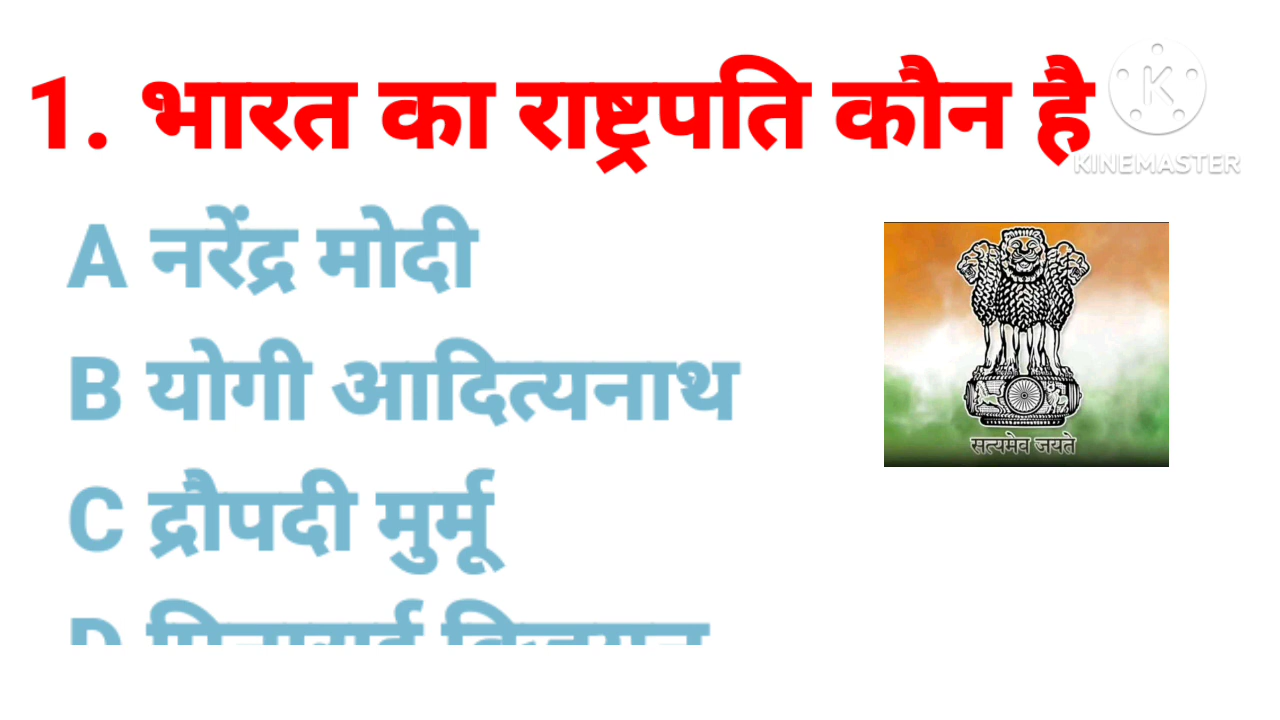 1. भारत का राष्ट्रपति कौन है
KINEMASTER
A नरेंद्र मोदी
B योगी आदित्यनाथ
सत्यमेव जयते
C द्रौपदी मुर्मू
D